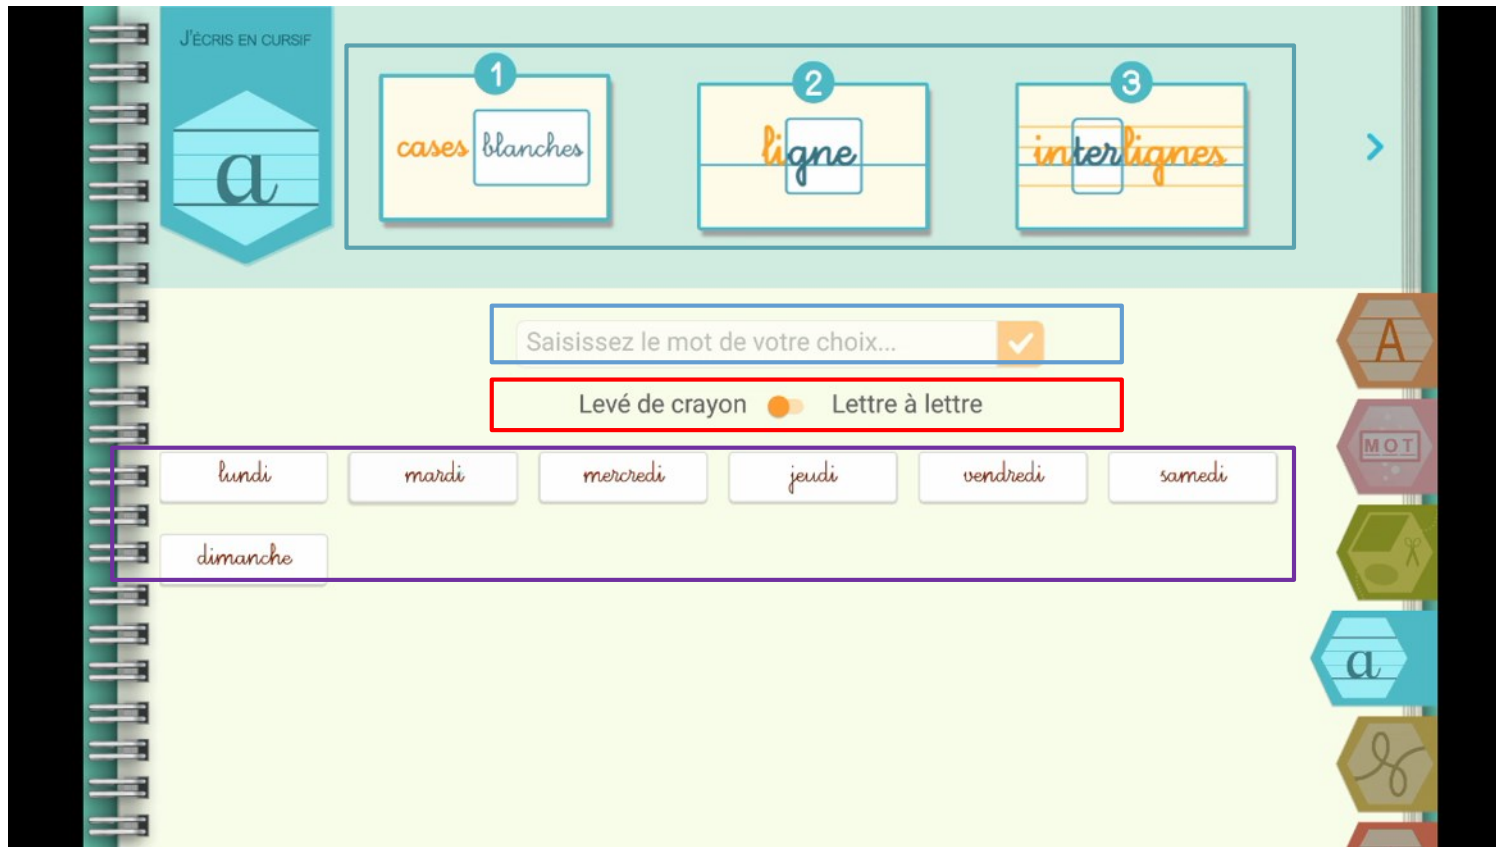 J'ÉCRIS EN CURSIF
a
1
cases blanches
2
ligne
3
interlignes
Saisissez le mot de votre choix...
Levé de crayon Lettre à lettre
lundi mardi mercredi jeudi vendredi samedi
dimanche
A
MOT
a